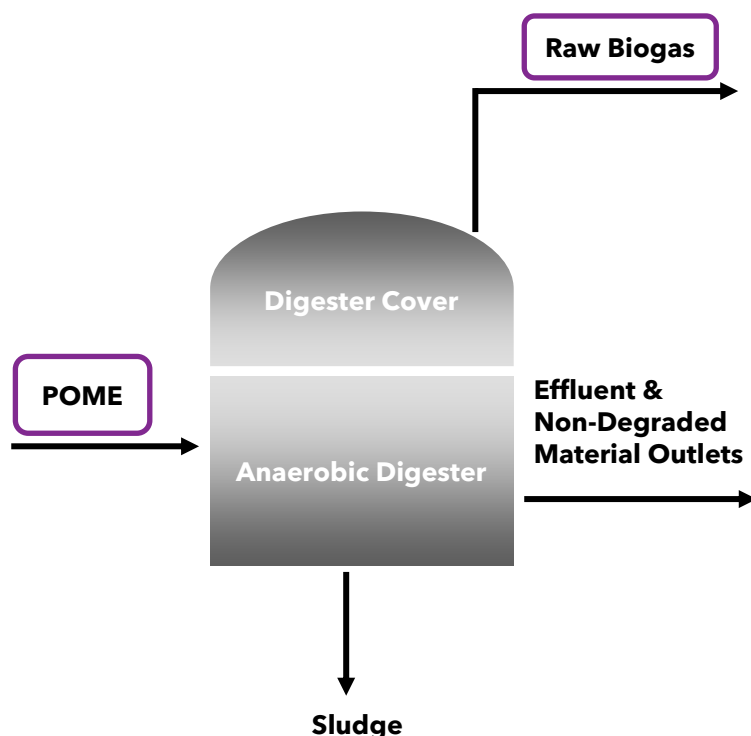 Raw Biogas
Digester Cover
POME
Effluent &
Non-Degraded
Material Outlets
Anaerobic Digester
Sludge